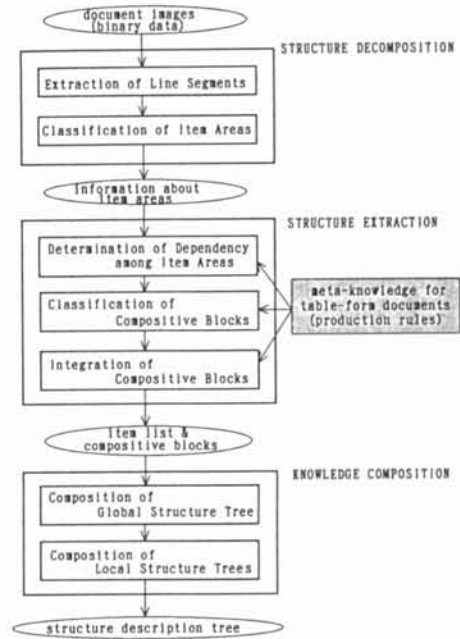 document images
(binary data)
STRUCTURE DECOMPOSITION
Extraction of Line Segments
Classification of Item Areas
Information about
item areas
STRUCTURE EXTRACTION
Determination of Dependency
among Item Areas
Classification of
Compositive Blocks
Integration of
Compositive Blocks
meta-knowledge for
table-form documents
(production rules)
Item list &
compositive blocks
KNOWLEDGE COMPOSITION
Composition of
Global Structure Tree
Composition of
Local Structure Trees
structure description tree